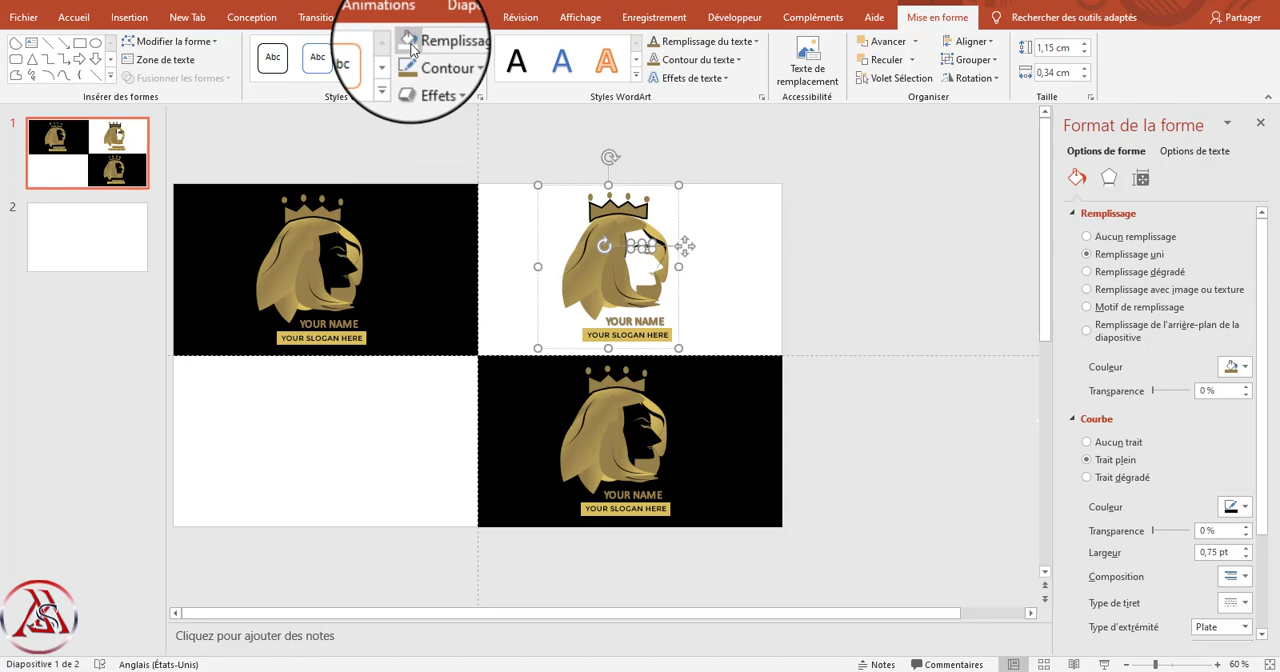 Animations
Fichier Accueil Insertion New Tab Conception Transitio Révision Affichage Enregistrement Développeur Compléments Aide Mise en forme Rechercher des outils adaptés Partager
Modifier la forme
Zone de texte
Fusionner les formes
Insérer des formes
Abc Abc
Remplissag
Contour
Effets
A A A
Remplissage du texte
Contour du texte
Effets de texte
Styles WordArt
Texte de
remplacement
Accessibilité
Avancer
Reculer
Volet Sélection
Aligner
Grouper
Rotation
Organiser
1,15 cm
0,34 cm
Taille
1
2
YOUR NAME
YOUR SLOGAN HERE
YOUR NAME
YOUR SLOGAN HERE
YOUR NAME
YOUR SLOGAN HERE
Format de la forme
Options de forme Options de texte
Remplissage
Aucun remplissage
Remplissage uni
Remplissage dégradé
Remplissage avec image ou texture
Motif de remplissage
Remplissage de l'arrière-plan de la
diapositive
Couleur
Transparence 0 %
Courbe
Aucun trait
Trait plein
Trait dégradé
Couleur
Transparence 0 %
Largeur 0,75 pt
Composition
Type de tiret
Type d'extrémité Plate
Cliquez pour ajouter des notes
Diapositive 1 de 2 Anglais (États-Unis) Notes Commentaires 60 %